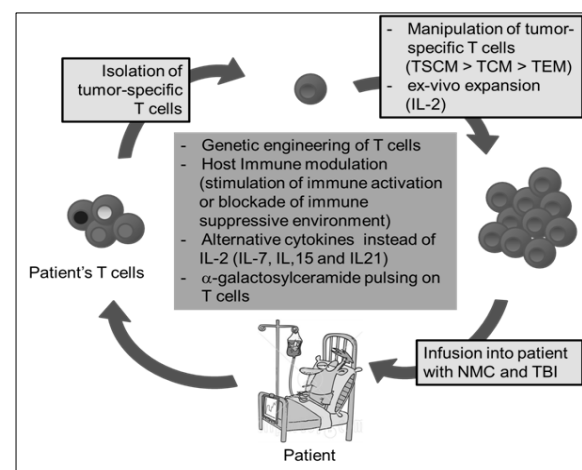 Isolation of
tumor-specific
T cells
- Manipulation of tumor-
specific T cells
(TSCM > TCM > TEM)
- ex-vivo expansion
(IL-2)
- Genetic engineering of T cells
- Host Immune modulation
(stimulation of immune activation
or blockade of immune
suppressive environment)
- Alternative cytokines instead of
IL-2 (IL-7, IL,15 and IL21)
- α-galactosylceramide pulsing on
T cells
Patient's T cells
Infusion into patient
with NMC and TBI
Patient